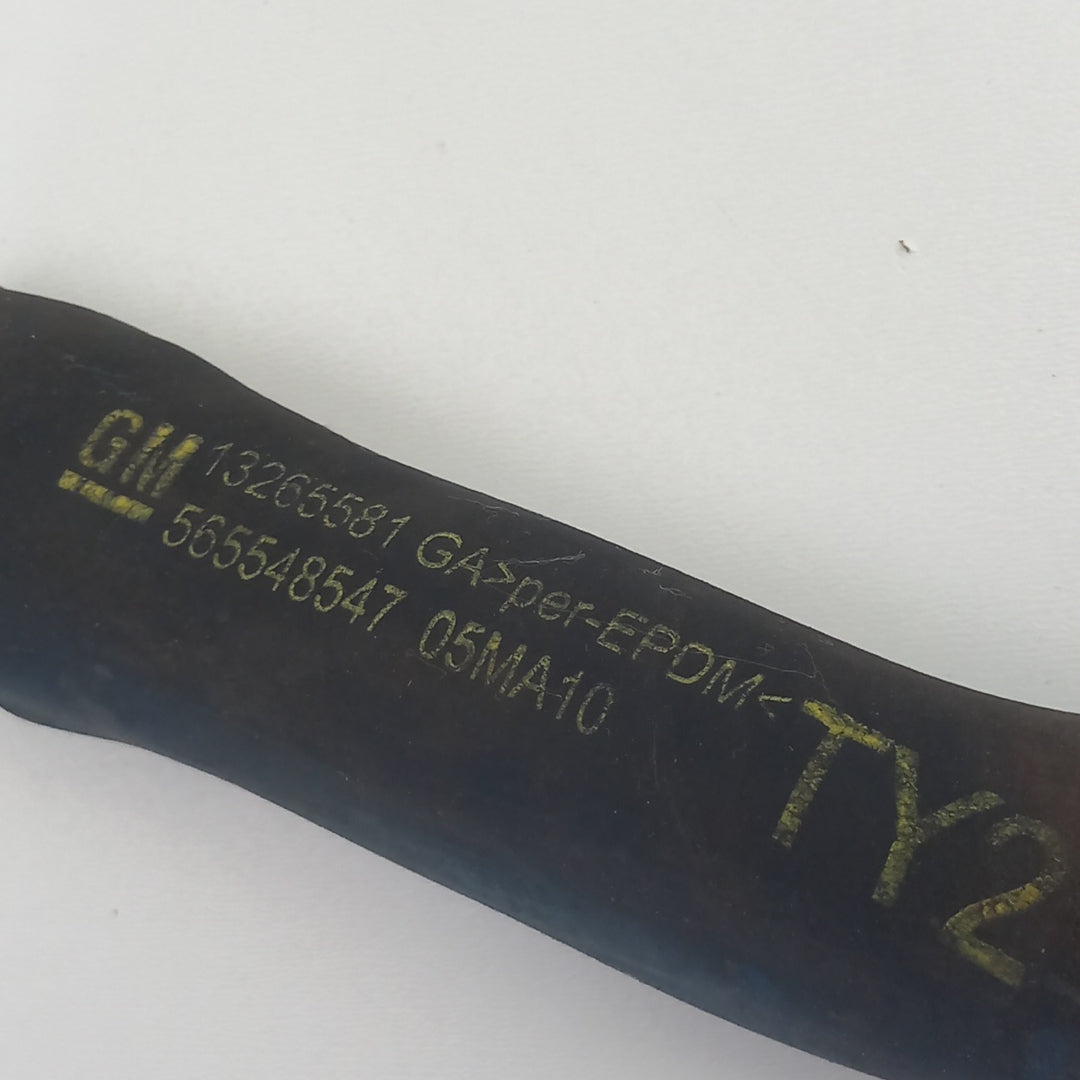 GM 13265581 GA>per-EPDM< TY2
565548547 05MA10